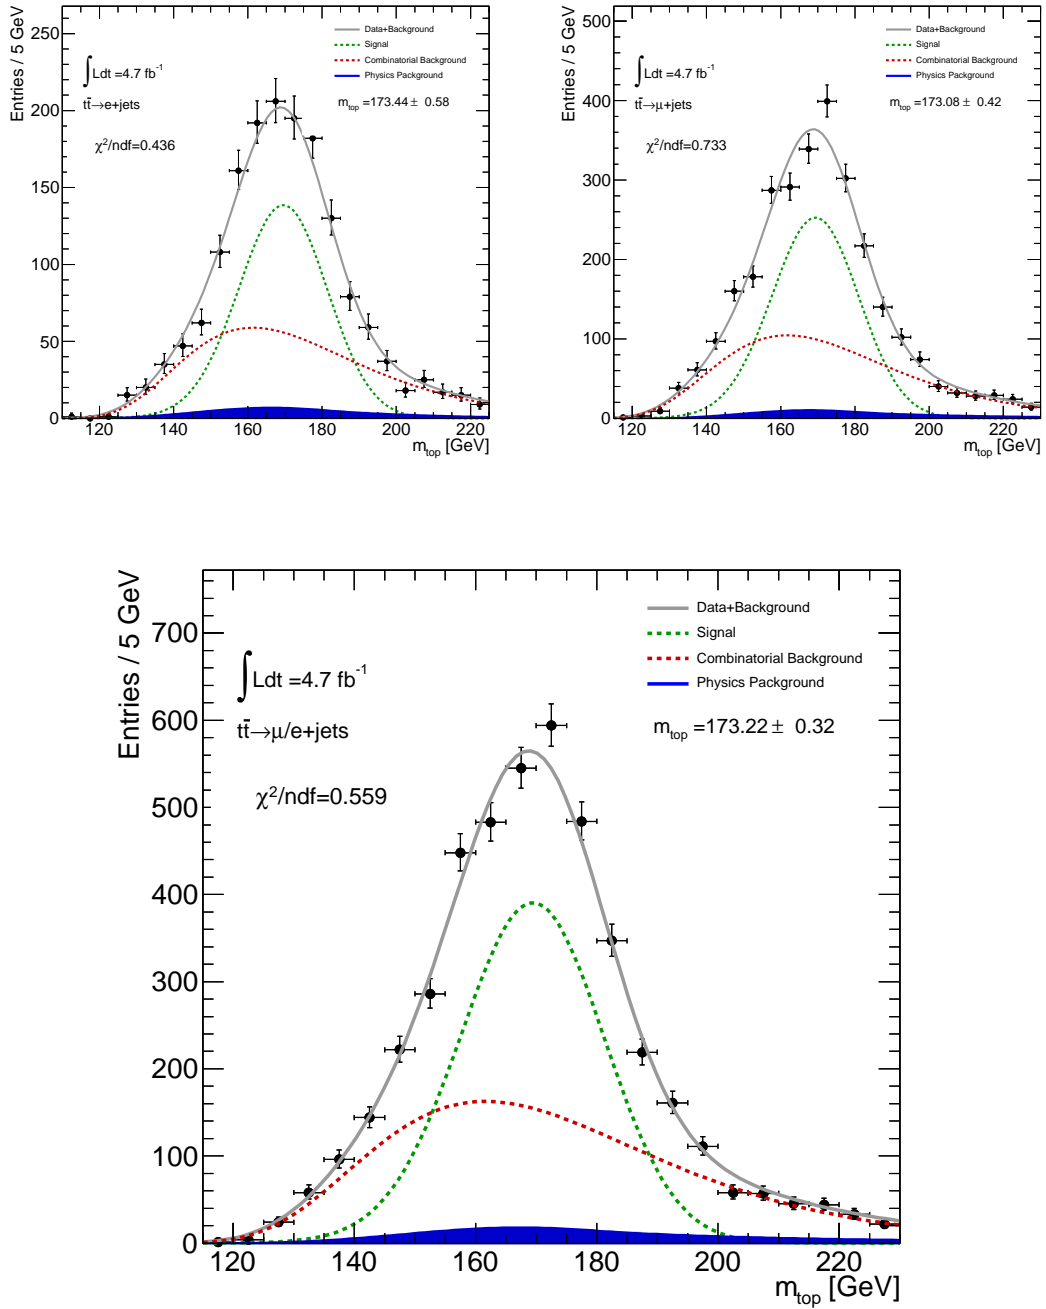 Entries / 5 GeV
250
200
150
100
50
0
∫Ldt =4.7 fb⁻¹
tt̄→e+jets
χ²/ndf=0.436
Data+Background
Signal
Combinatorial Background
Physics Packground
m_top =173.44± 0.58
120 140 160 180 200 220
m_top [GeV]
Entries / 5 GeV
500
400
300
200
100
0
∫Ldt =4.7 fb⁻¹
tt̄→μ+jets
χ²/ndf=0.733
Data+Background
Signal
Combinatorial Background
Physics Packground
m_top =173.08± 0.42
120 140 160 180 200 220
m_top [GeV]
Entries / 5 GeV
700
600
500
400
300
200
100
0
∫Ldt =4.7 fb⁻¹
tt̄→μ/e+jets
χ²/ndf=0.559
Data+Background
Signal
Combinatorial Background
Physics Packground
m_top =173.22± 0.32
120 140 160 180 200 220
m_top [GeV]